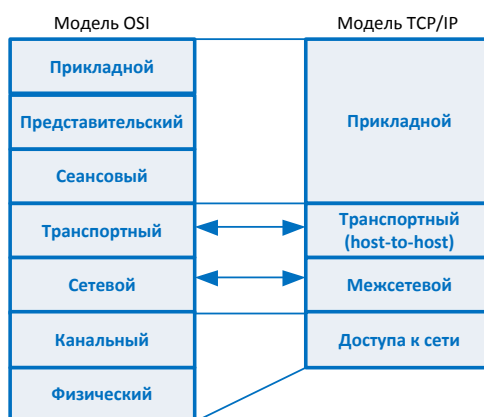 Модель OSI
Модель TCP/IP
Прикладной
Представительский
Сеансовый
Транспортный
Сетевой
Канальный
Физический
Прикладной
Транспортный
(host-to-host)
Межсетевой
Доступа к сети